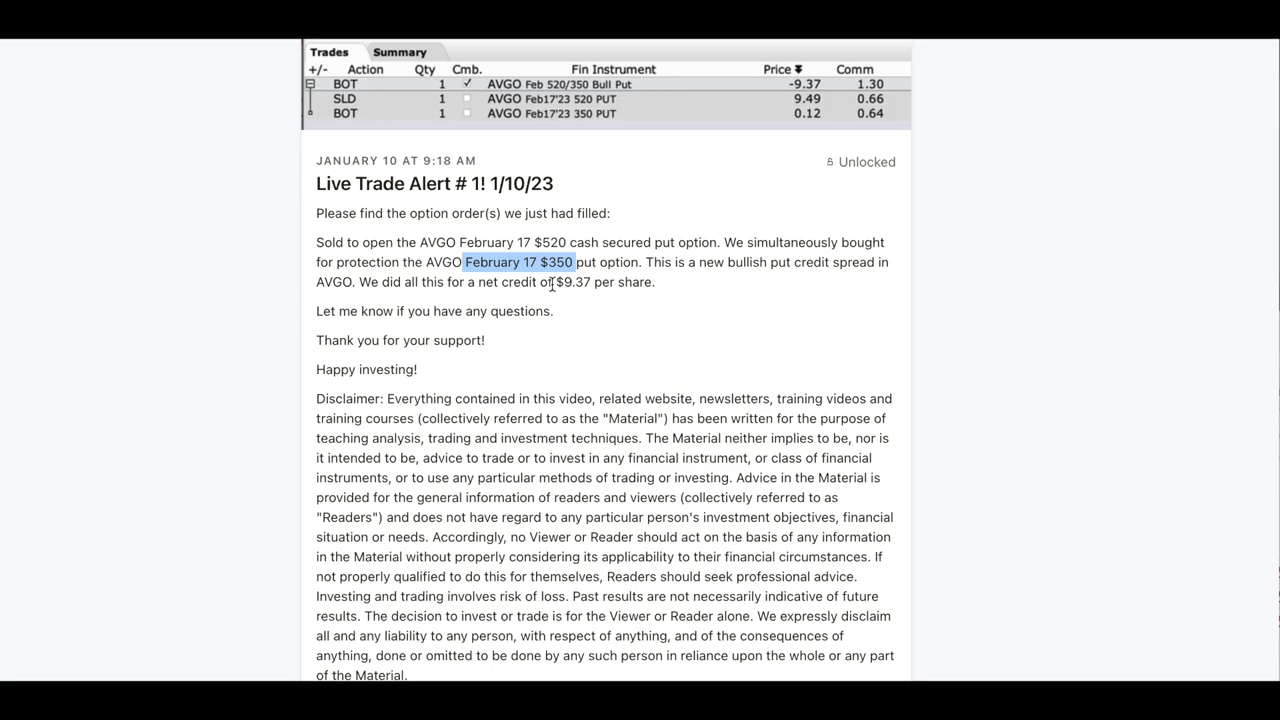 Trades Summary
+/- Action Qty Cmb. Fin Instrument Price Comm
BOT 1 ✓ AVGO Feb 520/350 Bull Put -9.37 1.30
SLD 1 AVGO Feb17'23 520 PUT 9.49 0.66
BOT 1 AVGO Feb17'23 350 PUT 0.12 0.64
JANUARY 10 AT 9:18 AM Unlocked
Live Trade Alert # 1! 1/10/23
Please find the option order(s) we just had filled:
Sold to open the AVGO February 17 $520 cash secured put option. We simultaneously bought
for protection the AVGO February 17 $350 put option. This is a new bullish put credit spread in
AVGO. We did all this for a net credit of $9.37 per share.
Let me know if you have any questions.
Thank you for your support!
Happy investing!
Disclaimer: Everything contained in this video, related website, newsletters, training videos and
training courses (collectively referred to as the "Material") has been written for the purpose of
teaching analysis, trading and investment techniques. The Material neither implies to be, nor is
it intended to be, advice to trade or to invest in any financial instrument, or class of financial
instruments, or to use any particular methods of trading or investing. Advice in the Material is
provided for the general information of readers and viewers (collectively referred to as
"Readers") and does not have regard to any particular person's investment objectives, financial
situation or needs. Accordingly, no Viewer or Reader should act on the basis of any information
in the Material without properly considering its applicability to their financial circumstances. If
not properly qualified to do this for themselves, Readers should seek professional advice.
Investing and trading involves risk of loss. Past results are not necessarily indicative of future
results. The decision to invest or trade is for the Viewer or Reader alone. We expressly disclaim
all and any liability to any person, with respect of anything, and of the consequences of
anything, done or omitted to be done by any such person in reliance upon the whole or any part
of the Material.